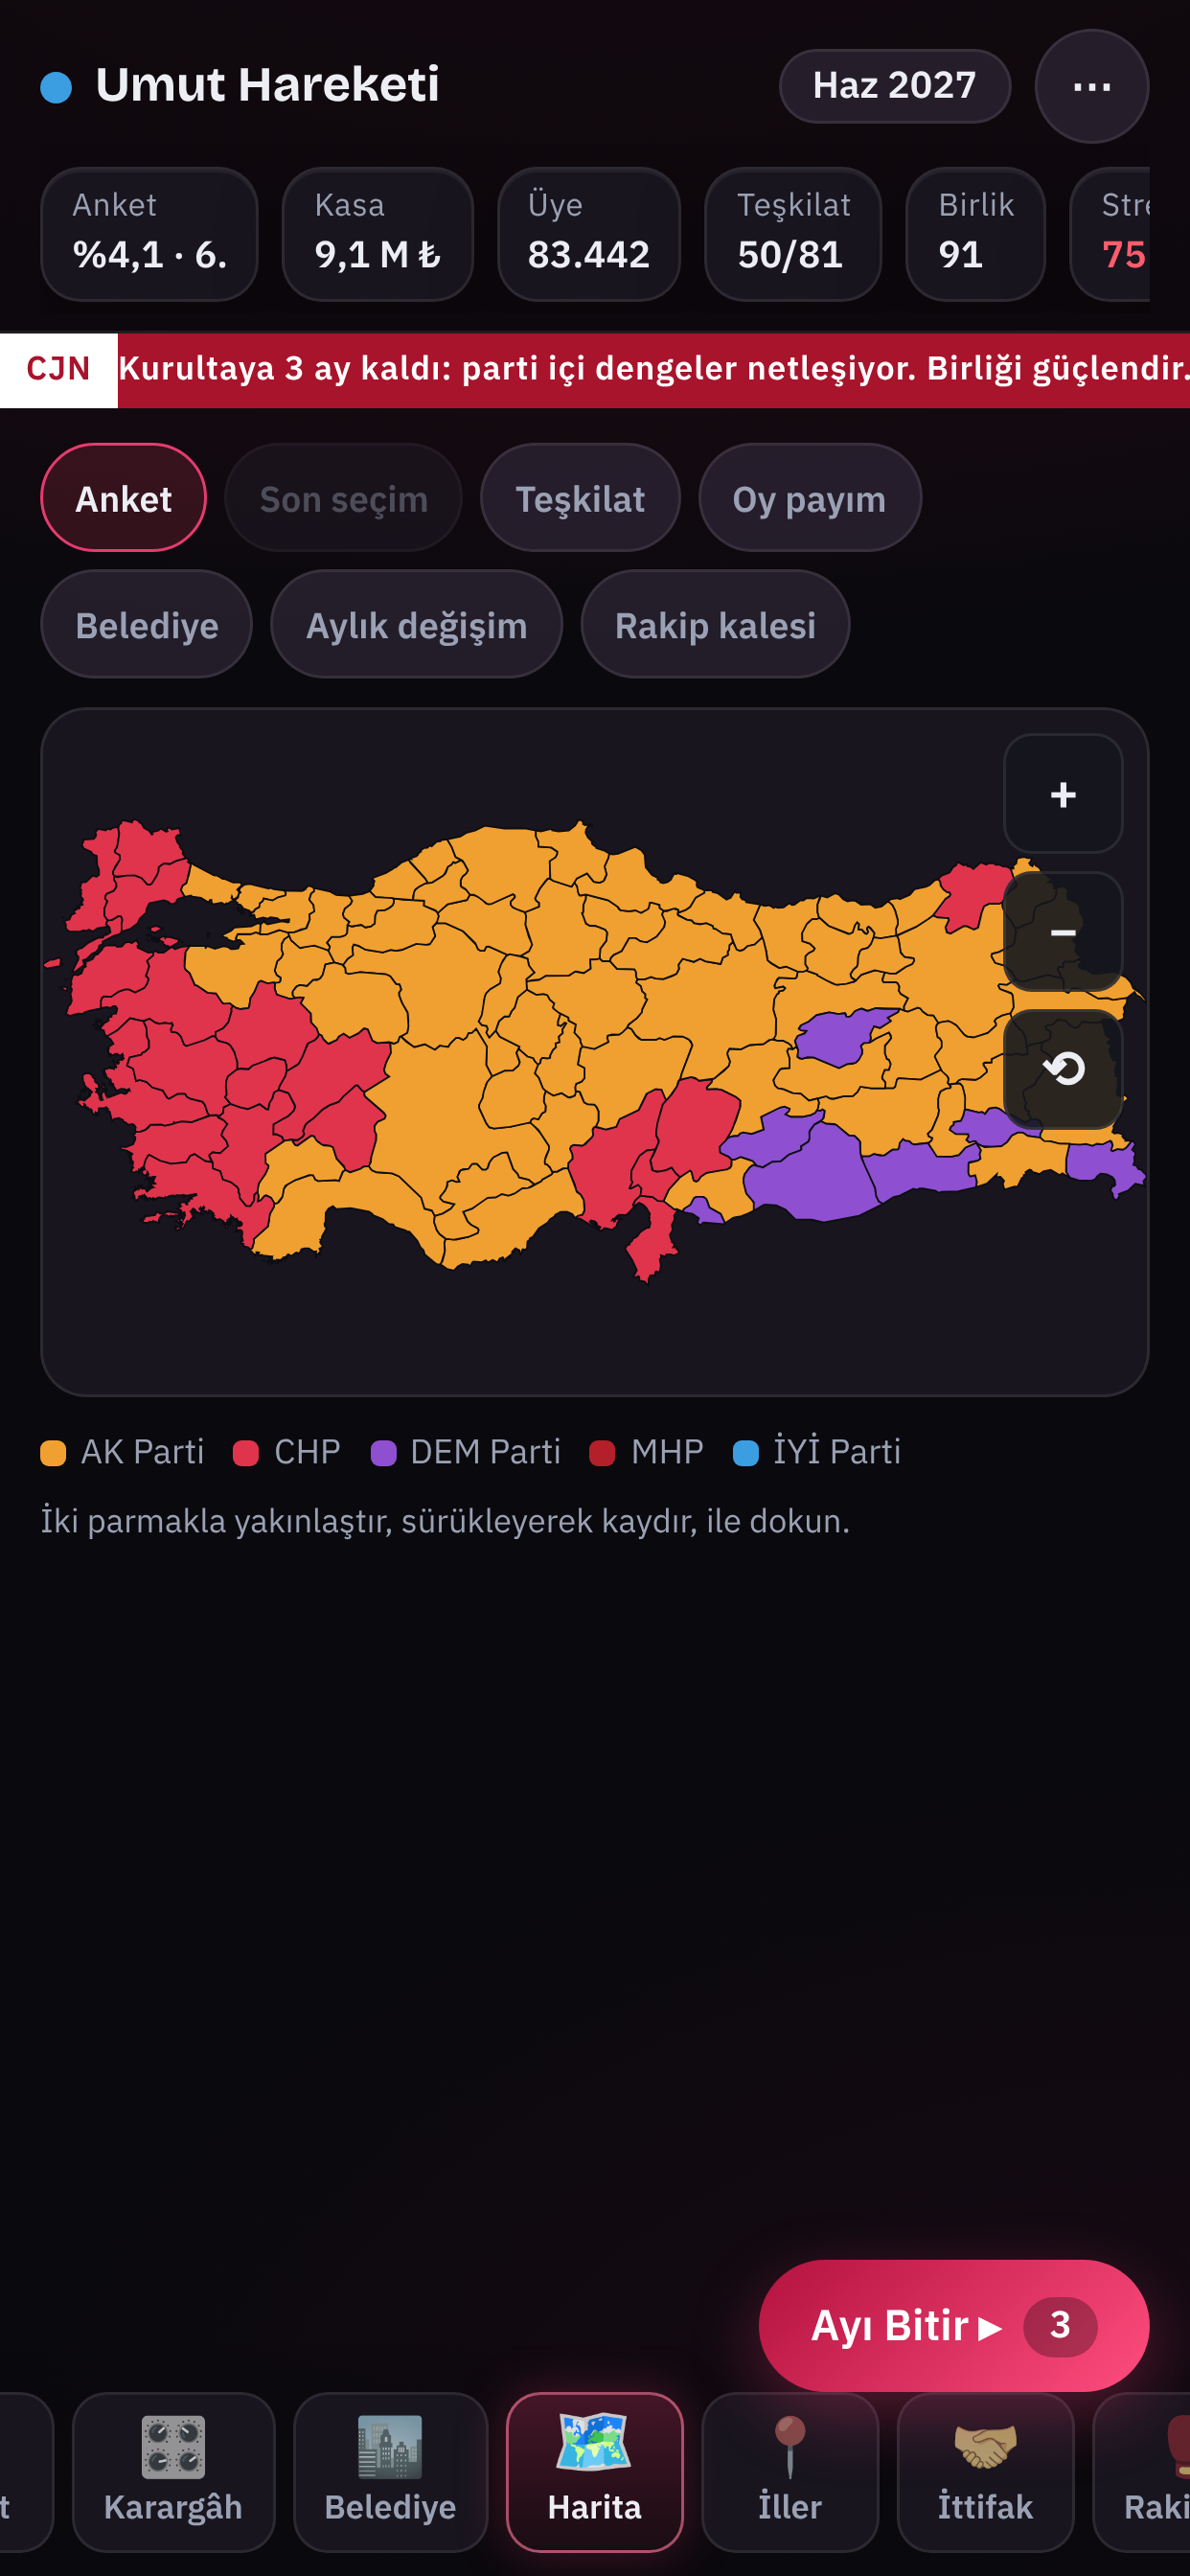 Umut Hareketi
Haz 2027
...
Anket
%4,1 · 6.
Kasa
9,1 M ₺
Üye
83.442
Teşkilat
50/81
Birlik
91
Stre
75
CJN
Kurultaya 3 ay kaldı: parti içi dengeler netleşiyor. Birliği güçlendir.
Anket
Son seçim
Teşkilat
Oy payım
Belediye
Aylık değişim
Rakip kalesi
+
−
⟲
AK Parti
CHP
DEM Parti
MHP
İYİ Parti
İki parmakla yakınlaştır, sürükleyerek kaydır, ile dokun.
Ayı Bitir ▸ 3
t
Karargâh
Belediye
Harita
İller
İttifak
Raki